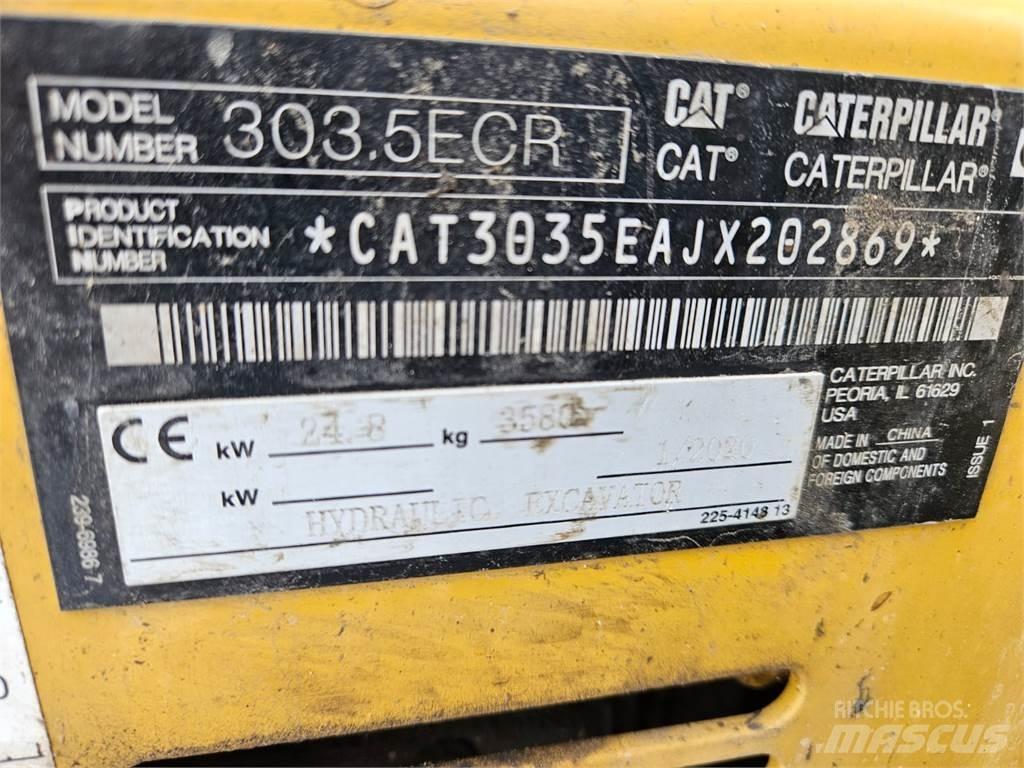 MODEL NUMBER 303.5ECR
CAT® CATERPILLAR®
CAT® CATERPILLAR®
PRODUCT IDENTIFICATION NUMBER *CAT3035EAJX202869*
CATERPILLAR INC.
PEORIA, IL 61629
USA
MADE IN CHINA
OF DOMESTIC AND
FOREIGN COMPONENTS
ISSUE 1
CE kW 24.8 kg 3580
1/2020
kW
HYDRAULIC EXCAVATOR
225-4148 13
229-6986 7
RITCHIE BROS.
MASCUS